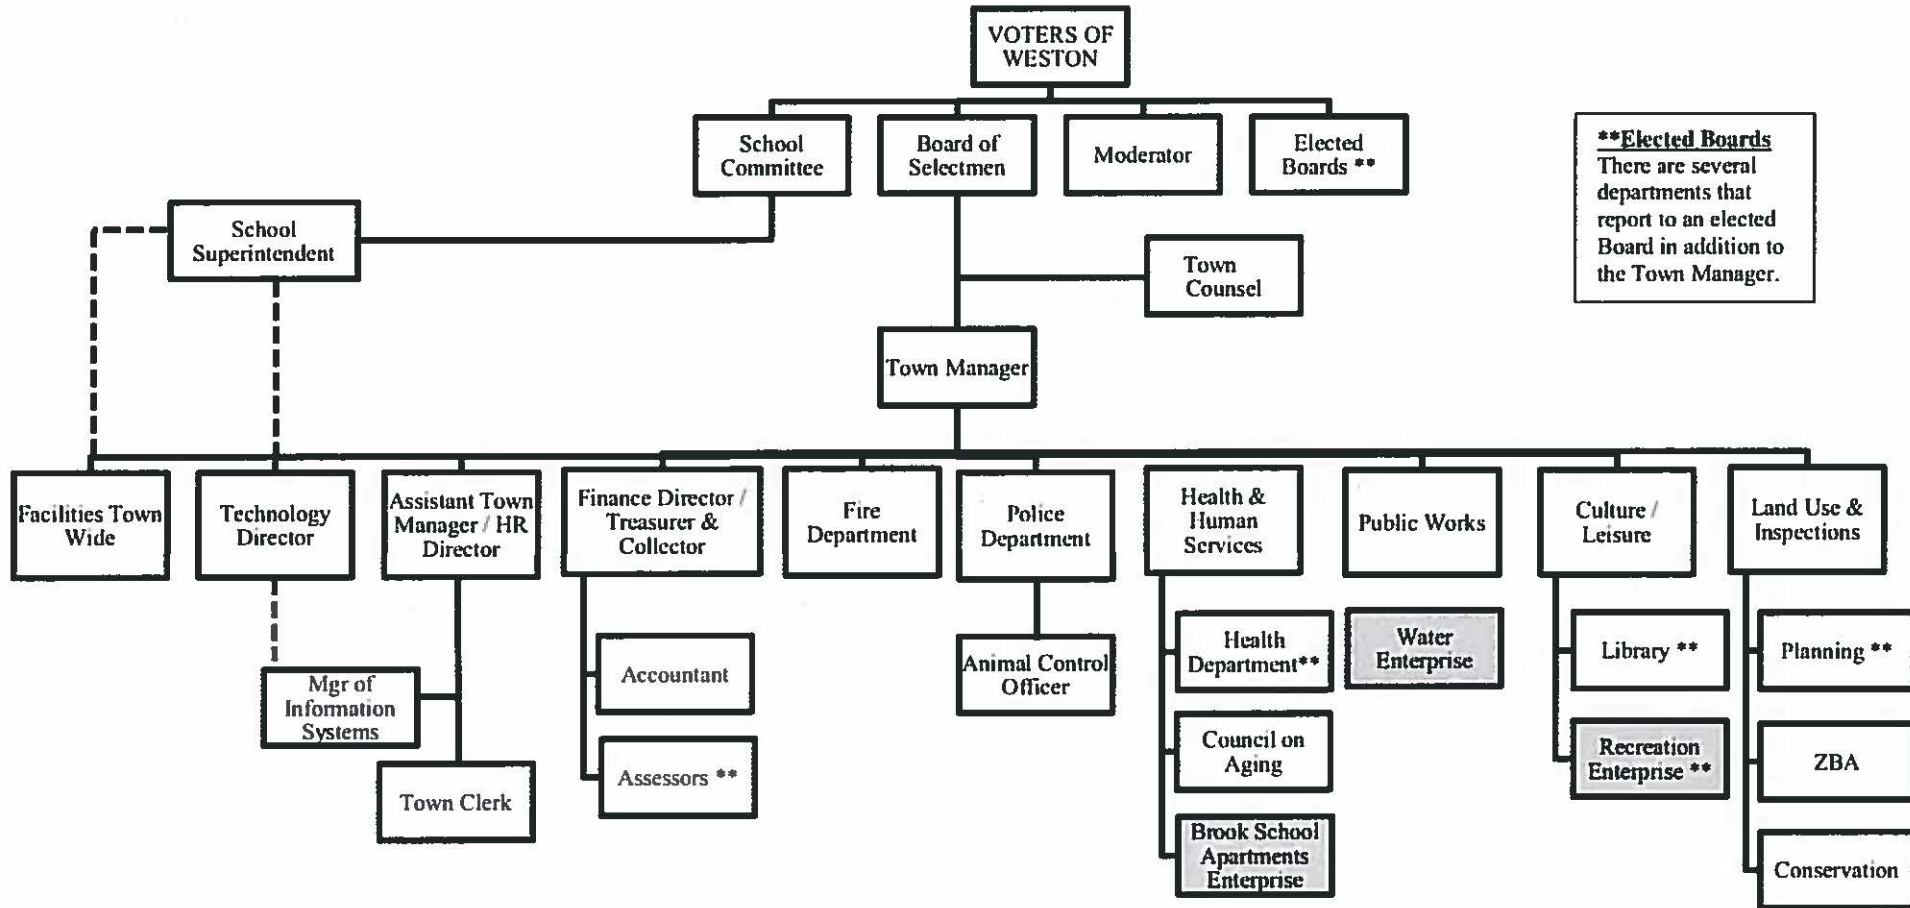 VOTERS OF
WESTON
School
Committee
Board of
Selectmen
Moderator
Elected
Boards **
**Elected Boards
There are several
departments that
report to an elected
Board in addition to
the Town Manager.
School
Superintendent
Town
Counsel
Town Manager
Facilities Town
Wide
Technology
Director
Assistant Town
Manager / HR
Director
Finance Director /
Treasurer &
Collector
Fire
Department
Police
Department
Health &
Human
Services
Public Works
Culture /
Leisure
Land Use &
Inspections
Mgr of
Information
Systems
Town Clerk
Accountant
Assessors **
Animal Control
Officer
Health
Department**
Council on
Aging
Brook School
Apartments
Enterprise
Water
Enterprise
Library **
Recreation
Enterprise **
Planning **
ZBA
Conservation